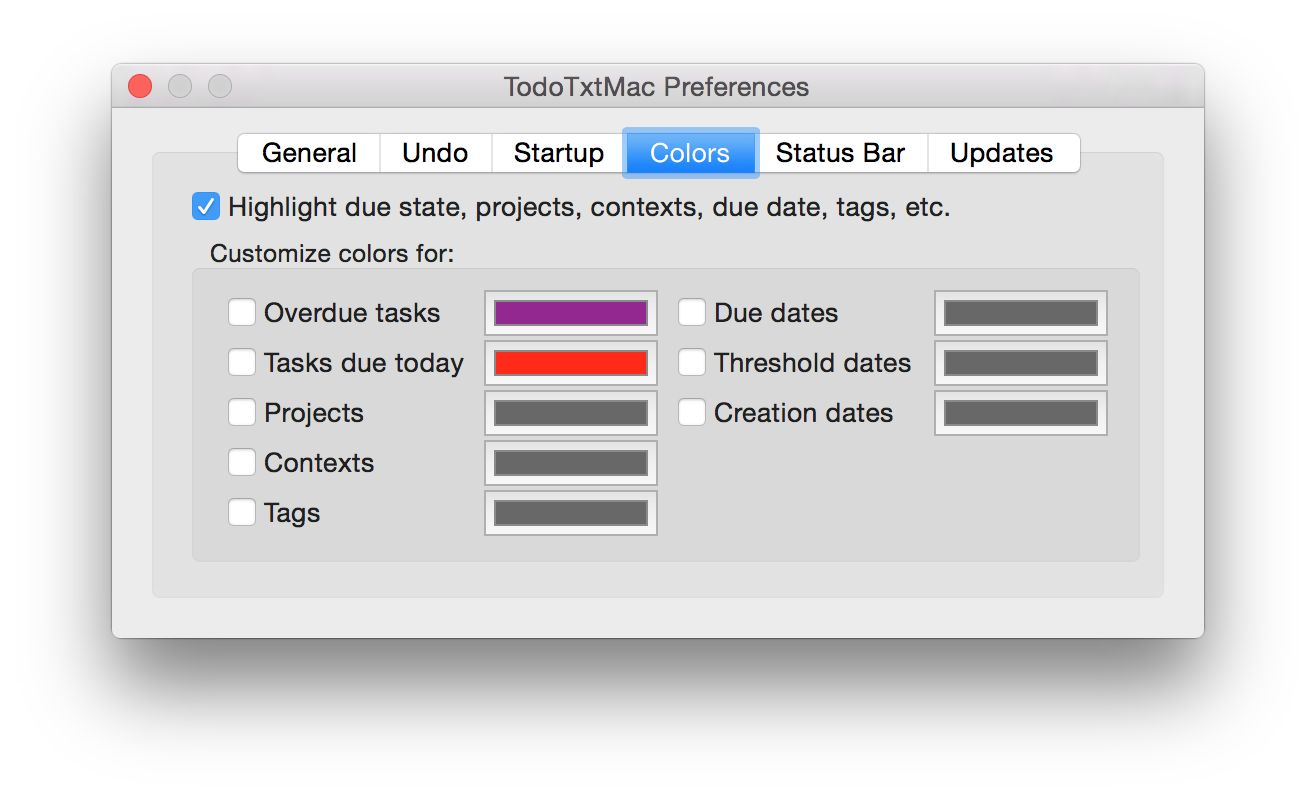 TodoTxtMac Preferences
General Undo Startup Colors Status Bar Updates
Highlight due state, projects, contexts, due date, tags, etc.
Customize colors for:
Overdue tasks Due dates
Tasks due today Threshold dates
Projects Creation dates
Contexts
Tags